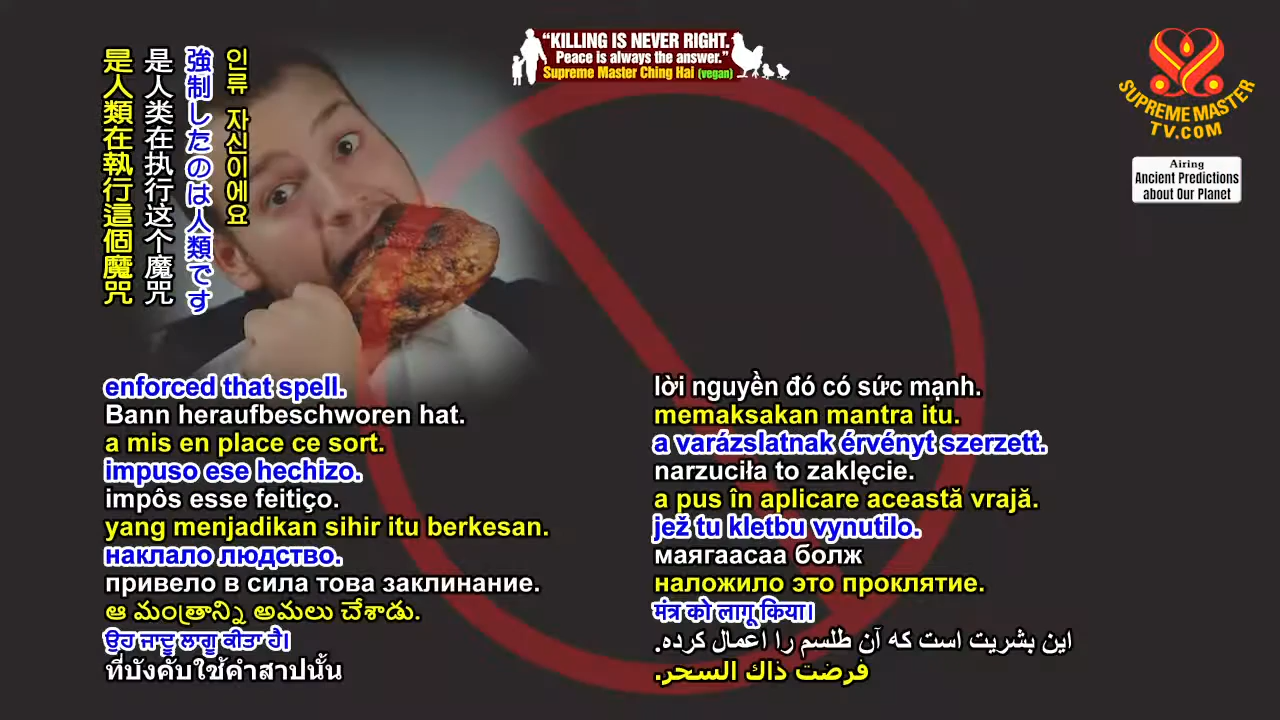 "KILLING IS NEVER RIGHT.
Peace is always the answer."
Supreme Master Ching Hai (vegan)
SUPREME MASTER
TV.COM
Airing
Ancient Predictions
about Our Planet
인류 자신이에요
強制したのは人類です
是人类在执行这个魔咒
是人類在執行這個魔咒
enforced that spell.
Bann heraufbeschworen hat.
a mis en place ce sort.
impuso ese hechizo.
impôs esse feitiço.
yang menjadikan sihir itu berkesan.
наклало людство.
привело в сила това заклинание.
ఆ మంత్రాన్ని అమలు చేశాడు.
ਉਹ ਜਾਦੂ ਲਾਗੂ ਕੀਤਾ ਹੈ।
ที่บังคับใช้คำสาปนั้น
lời nguyền đó có sức mạnh.
memaksakan mantra itu.
a varázslatnak érvényt szerzett.
narzuciła to zaklęcie.
a pus în aplicare această vrajă.
jež tu kletbu vynutilo.
маягаасаа болж
наложило это проклятие.
मंत्र को लागू किया।
این بشریت است که آن طلسم را اعمال کرده.
فرضت ذاك السحر.